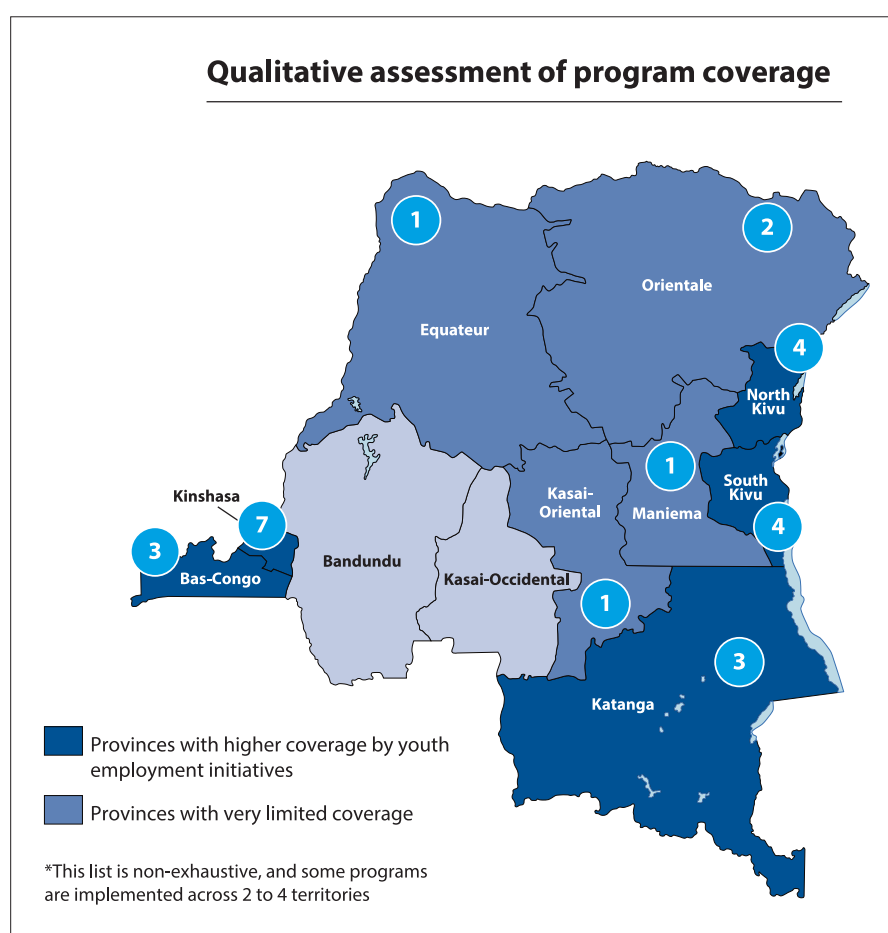 Qualitative assessment of program coverage
1
2
Orientale
Equateur
4
North
Kivu
1
South
Kivu
Kasai-
Oriental
Maniema
Kinshasa
7
4
3
Bas-Congo
Bandundu
Kasai-Occidental
1
3
Katanga
Provinces with higher coverage by youth
employment initiatives
Provinces with very limited coverage
*This list is non-exhaustive, and some programs
are implemented across 2 to 4 territories